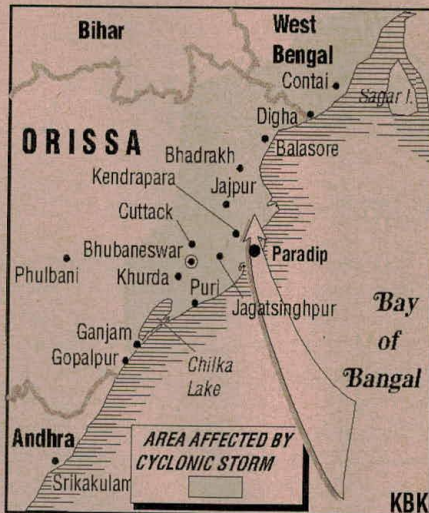 Bihar
West
Bengal
Contai
Sagar I.
Digha
ORISSA
Balasore
Bhadrakh
Kendrapara
Jajpur
Cuttack
Bhubaneswar
Paradip
Phulbani
Khurda
Puri
Jagatsinghpur
Bay
of
Bangal
Ganjam
Gopalpur
Chilka
Lake
Andhra
AREA AFFECTED BY
CYCLONIC STORM
Srikakulam
KBK